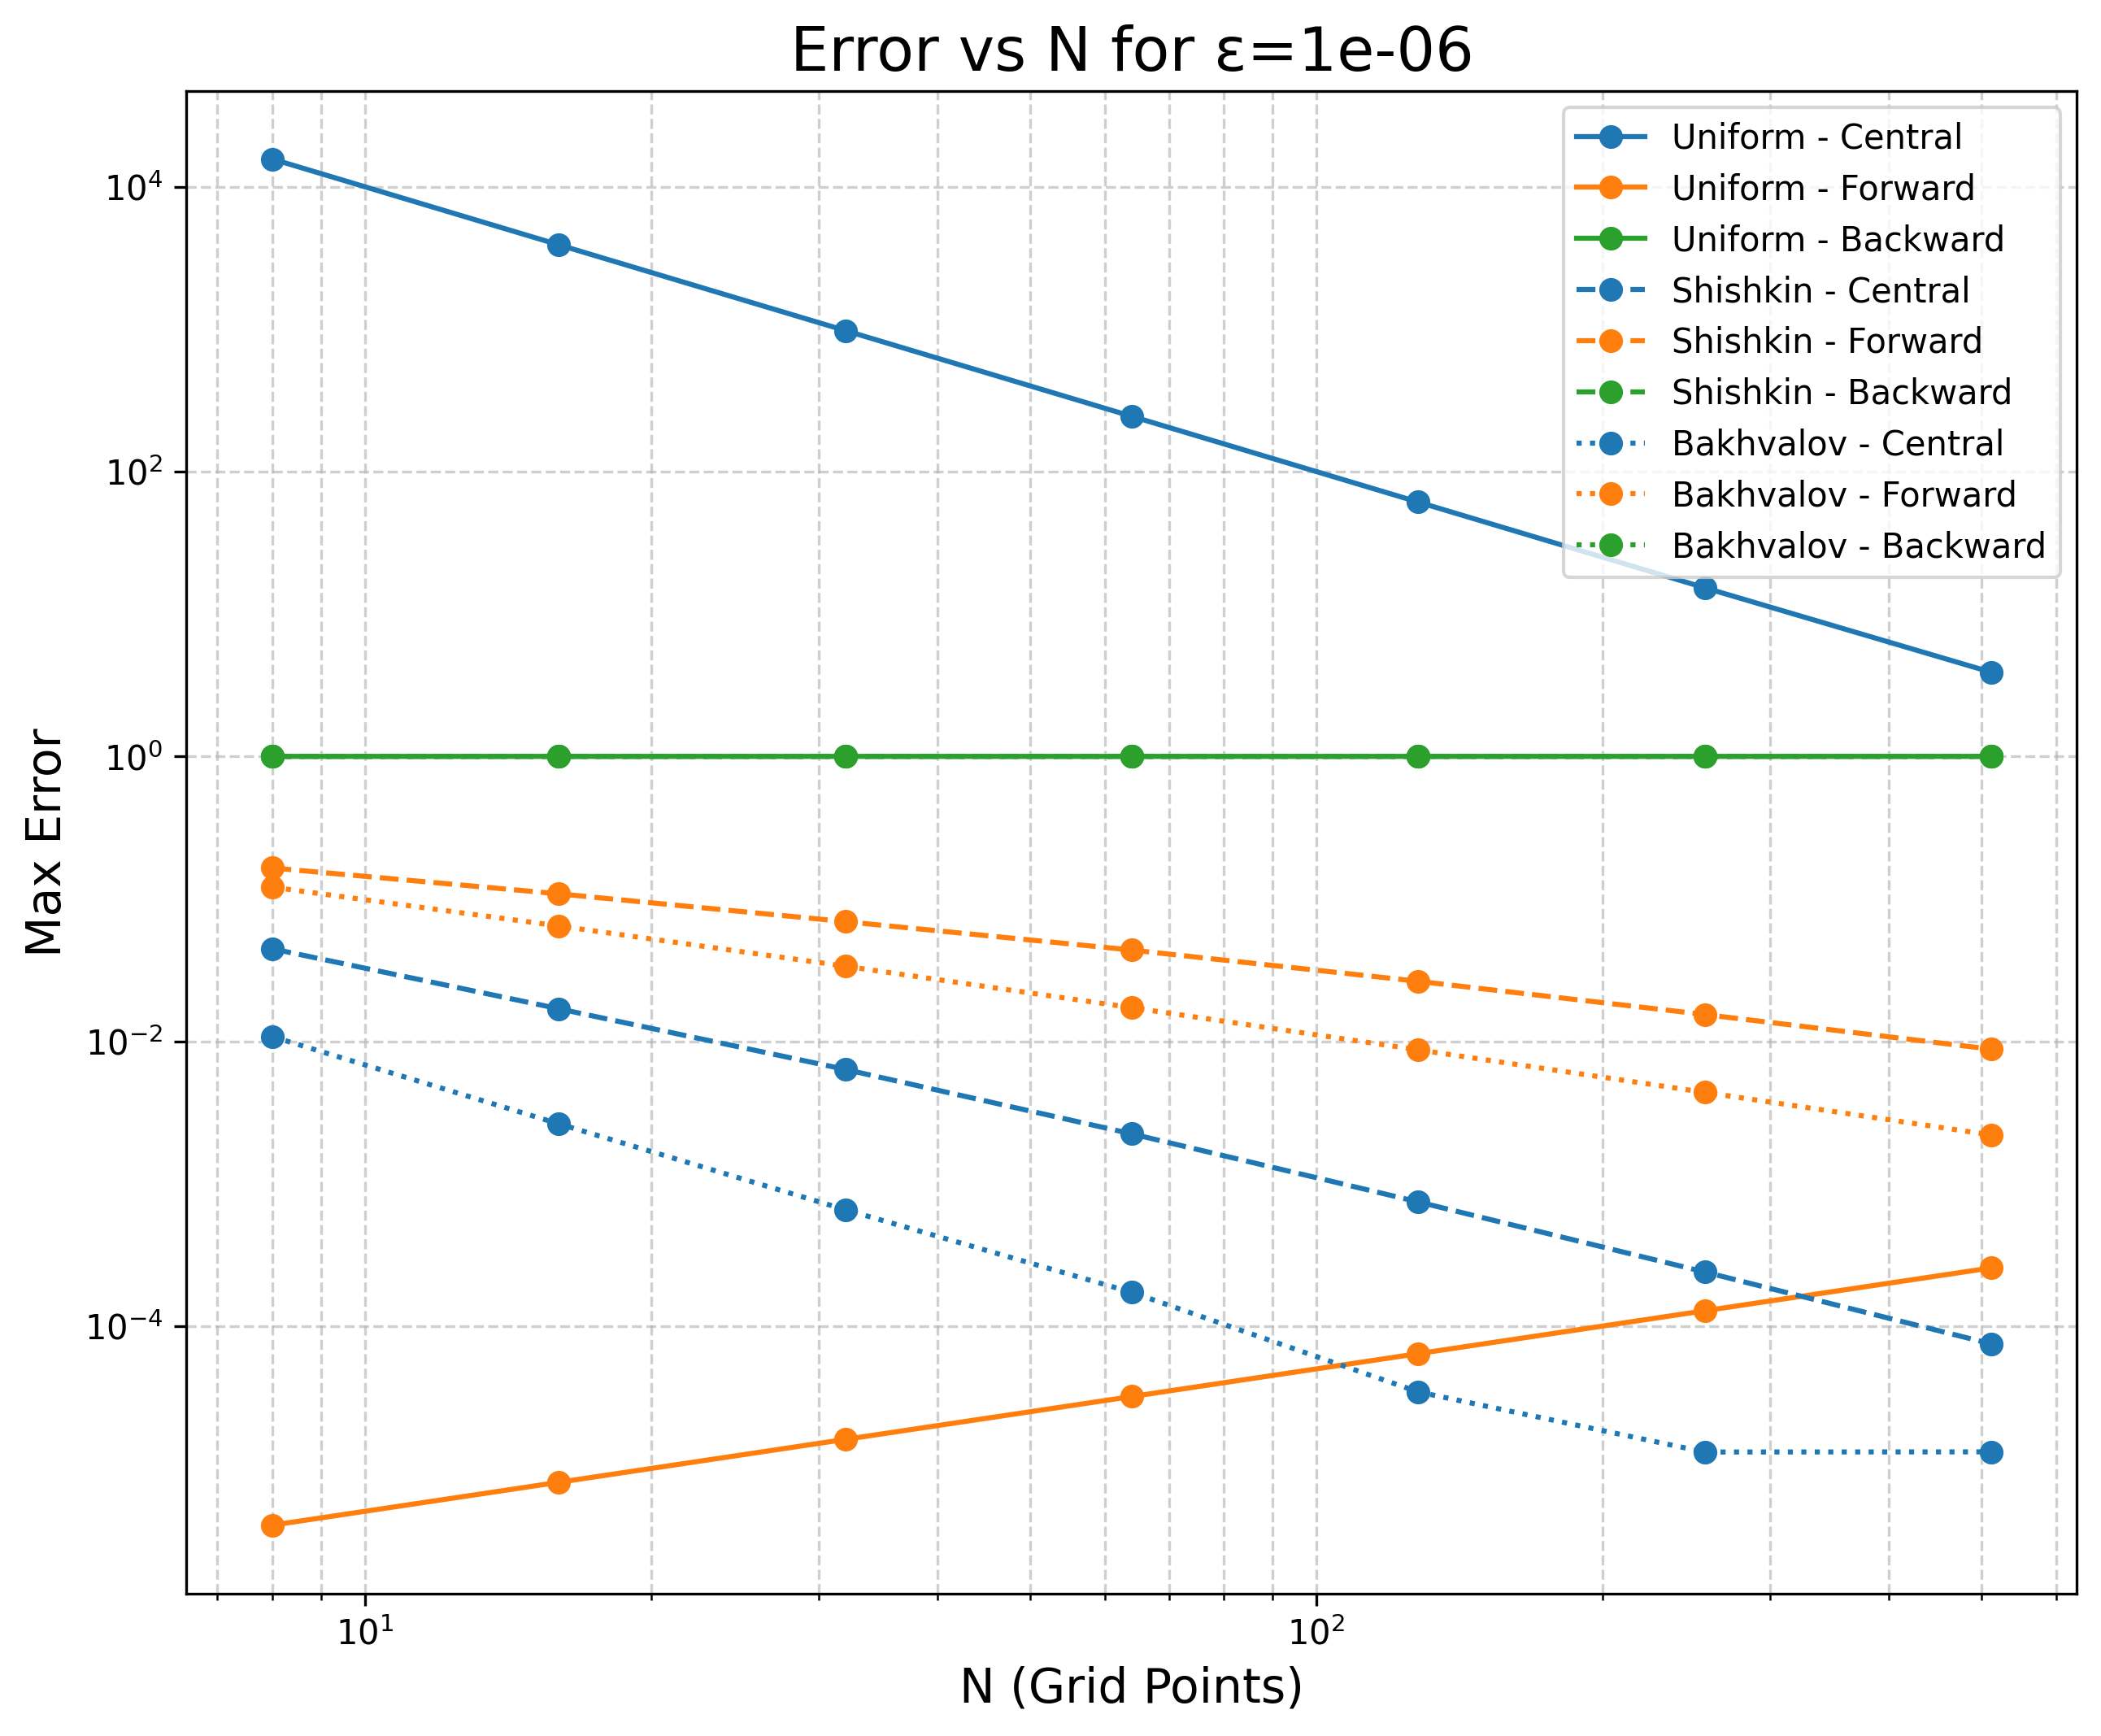 Error vs N for ε=1e-06
Max Error
10⁴
10²
10⁰
10⁻²
10⁻⁴
Uniform - Central
Uniform - Forward
Uniform - Backward
Shishkin - Central
Shishkin - Forward
Shishkin - Backward
Bakhvalov - Central
Bakhvalov - Forward
Bakhvalov - Backward
10¹
10²
N (Grid Points)